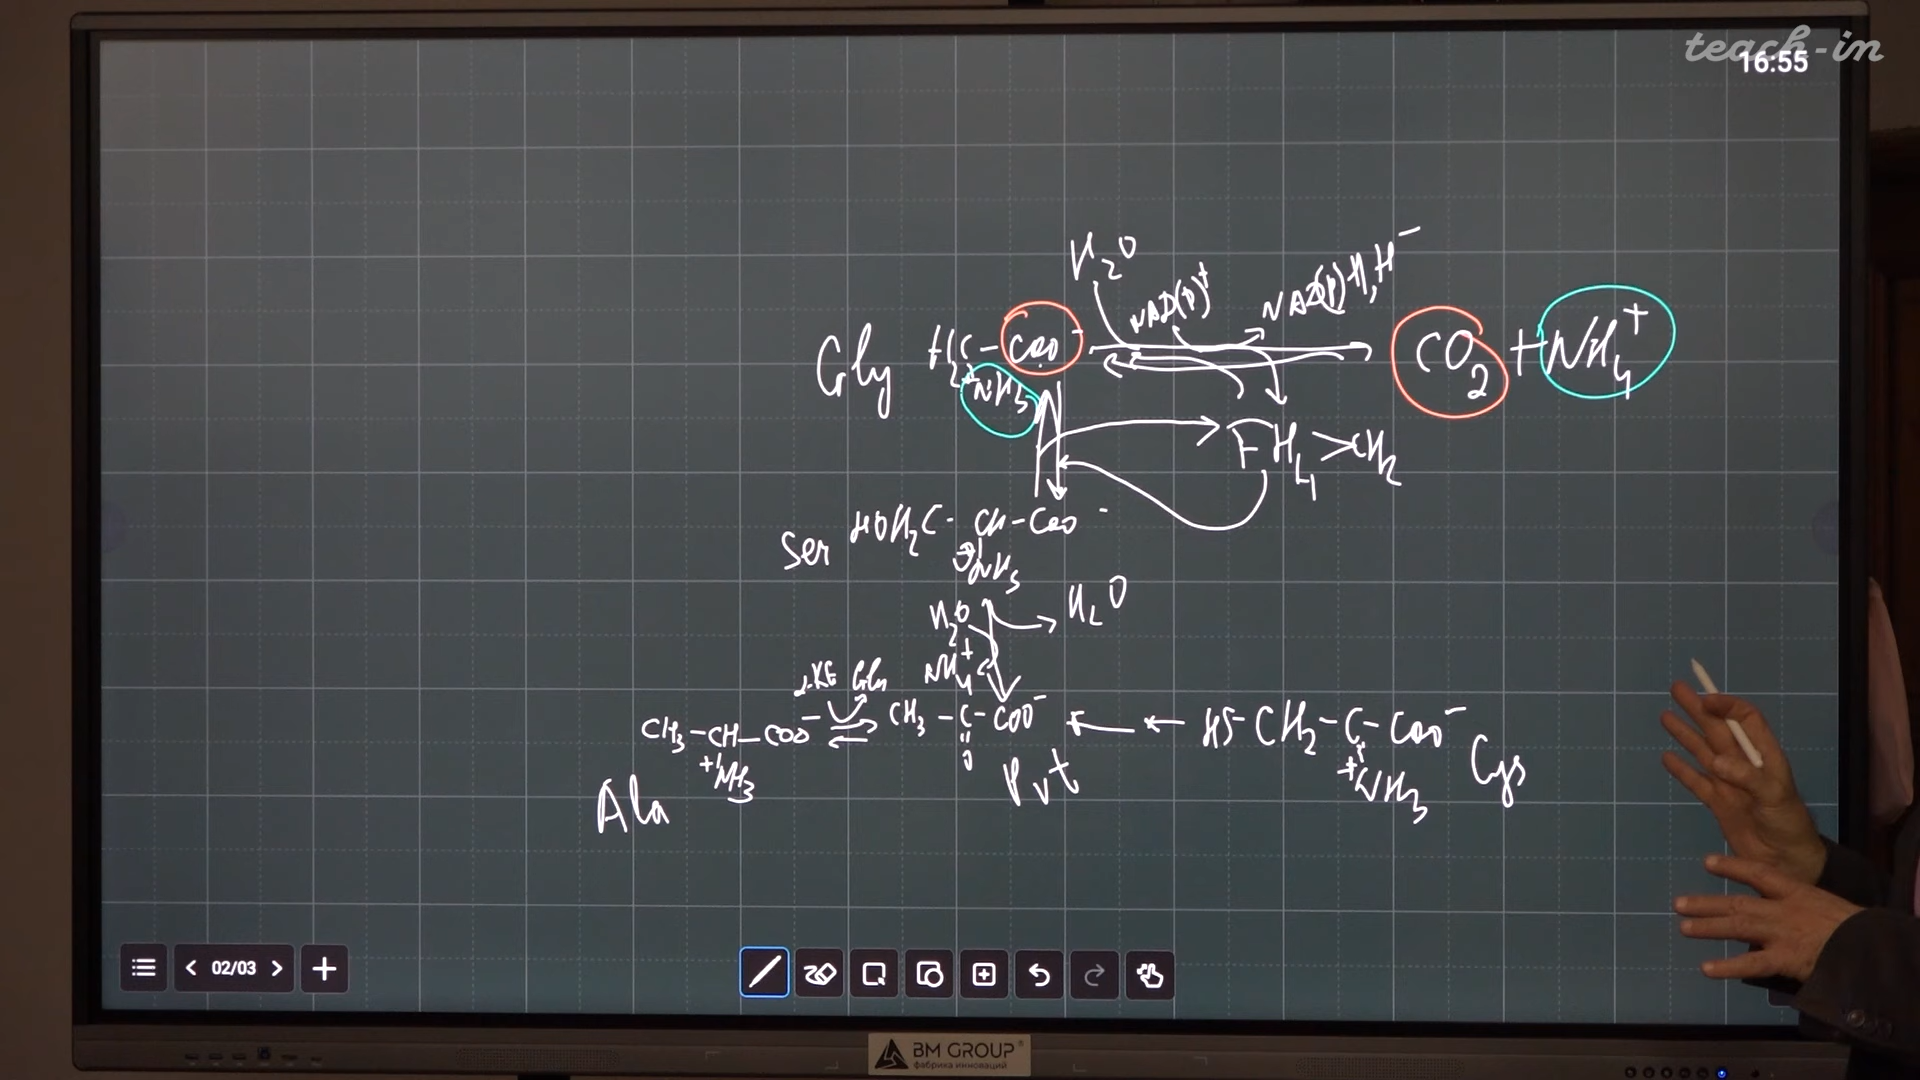 teach-in
16:55
H₂O
NAD(P)⁺
NAD(P)H, H⁻
Gly H₂C - COO⁻
CO₂ + NH₄⁺
⁺NH₃
FH₄ > CH₂
Ser HOH₂C - CH - COO⁻
NH₃
H₂O
H₂O
NH₄⁺
CH₃ - CH - COO⁻
CH₃ - C - COO⁻
HS - CH₂ - C - COO⁻
Cys
⁺NH₃
O
⁺NH₃
Ala
Pvt
02/03
BM GROUP®
фабрика инноваций